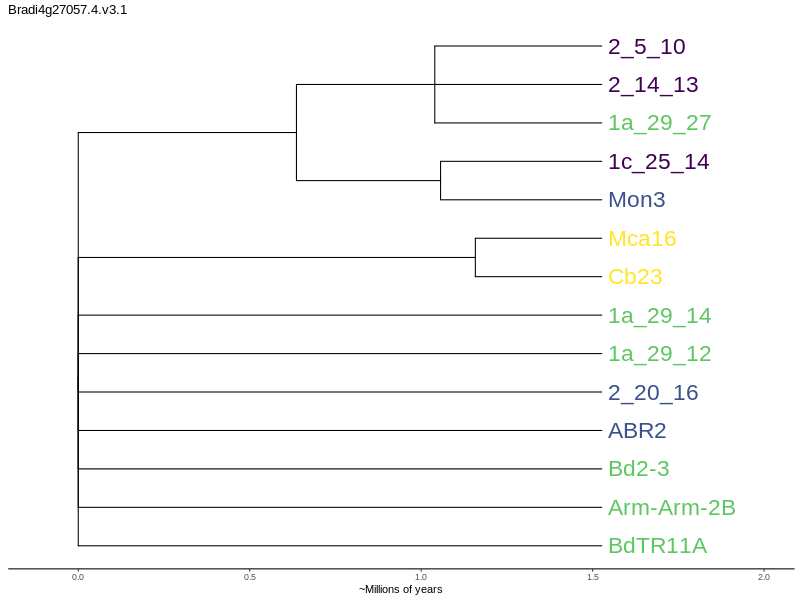 Bradi4g27057.4.v3.1
2_5_10
2_14_13
1a_29_27
1c_25_14
Mon3
Mca16
Cb23
1a_29_14
1a_29_12
2_20_16
ABR2
Bd2-3
Arm-Arm-2B
BdTR11A
0.0 0.5 1.0 1.5 2.0
~Millions of years